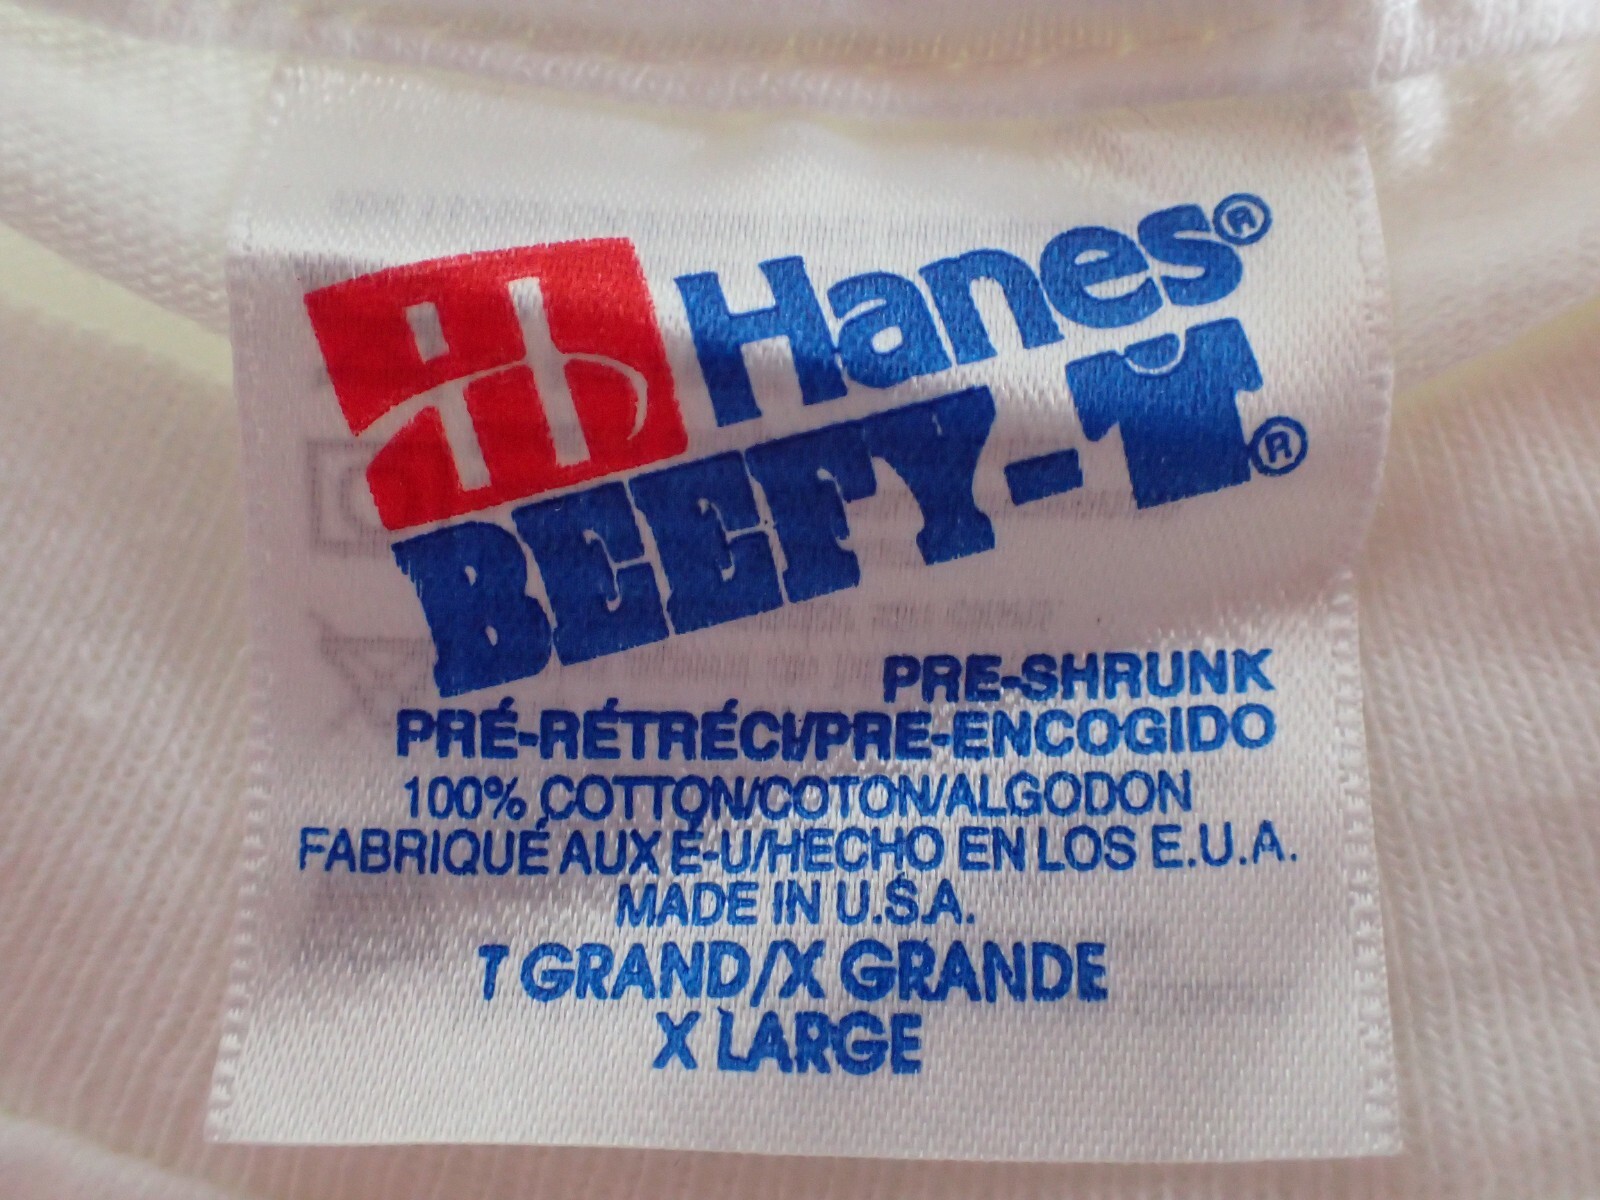 Hanes®
BEEFY-T®
PRE-SHRUNK
PRÉ-RÉTRÉCI/PRE-ENCOGIDO
100% COTTON/COTON/ALGODON
FABRIQUÉ AUX É-U/HECHO EN LOS E.U.A.
MADE IN U.S.A.
T GRAND/X GRANDE
X LARGE